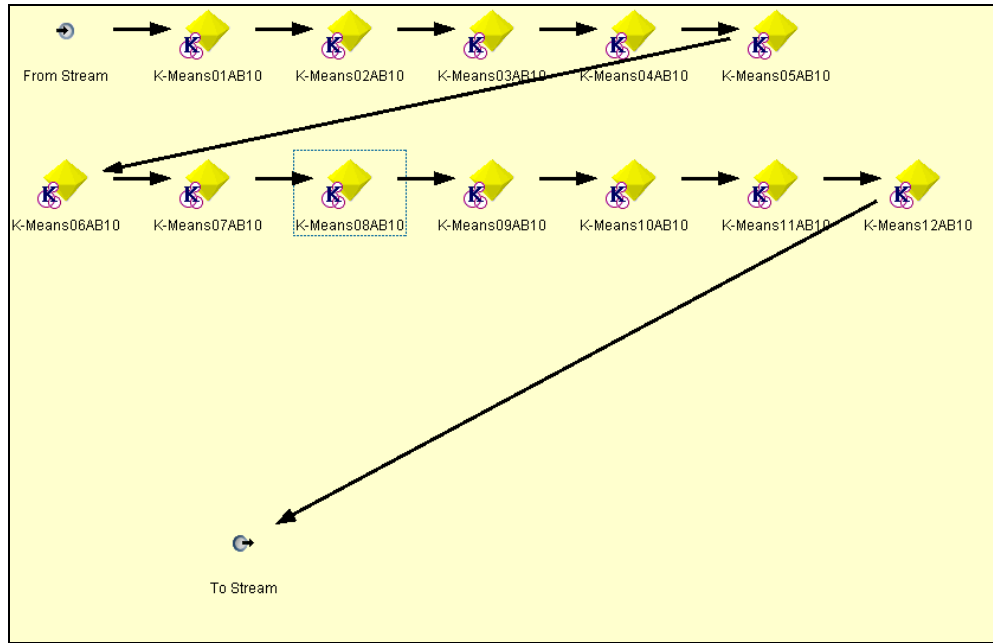 From Stream
K-Means01AB10
K-Means02AB10
K-Means03AB10
K-Means04AB10
K-Means05AB10
K-Means06AB10
K-Means07AB10
K-Means08AB10
K-Means09AB10
K-Means10AB10
K-Means11AB10
K-Means12AB10
To Stream